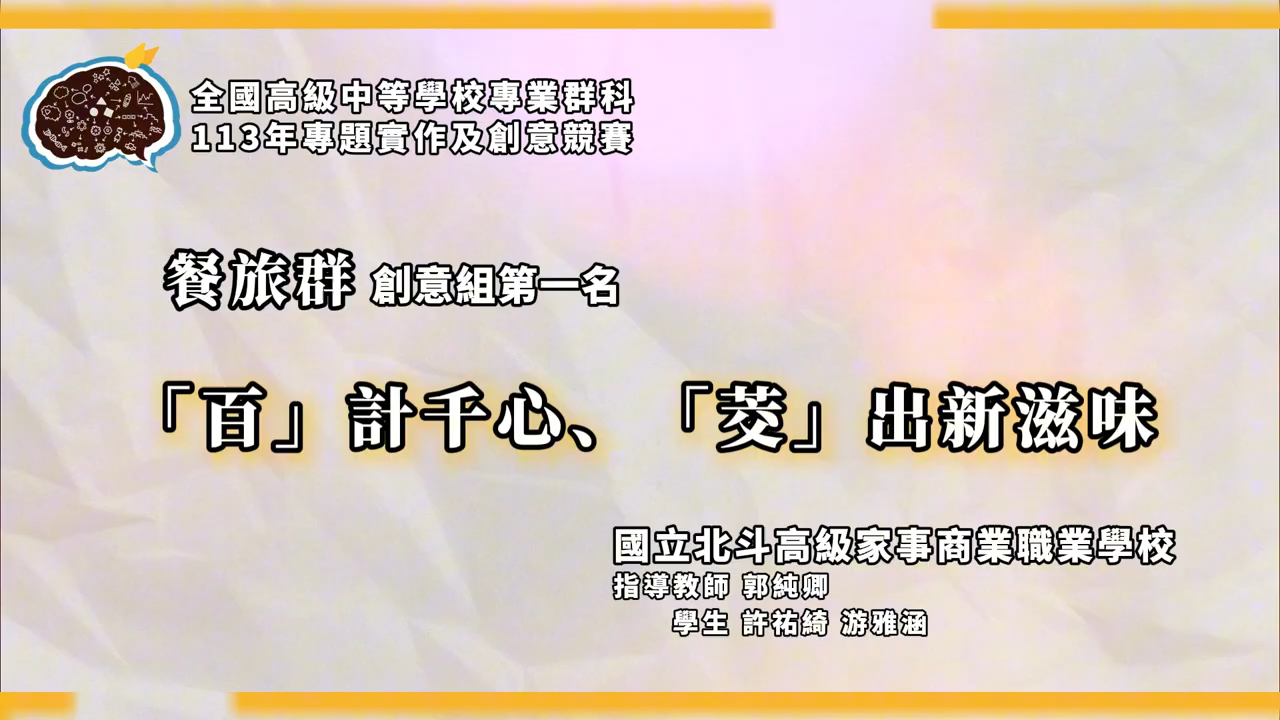 全國高級中等學校專業群科
113年專題實作及創意競賽
餐旅群 創意組第一名
「百」計千心、「茭」出新滋味
國立北斗高級家事商業職業學校
指導教師 郭純卿
學生 許祐綺 游雅涵